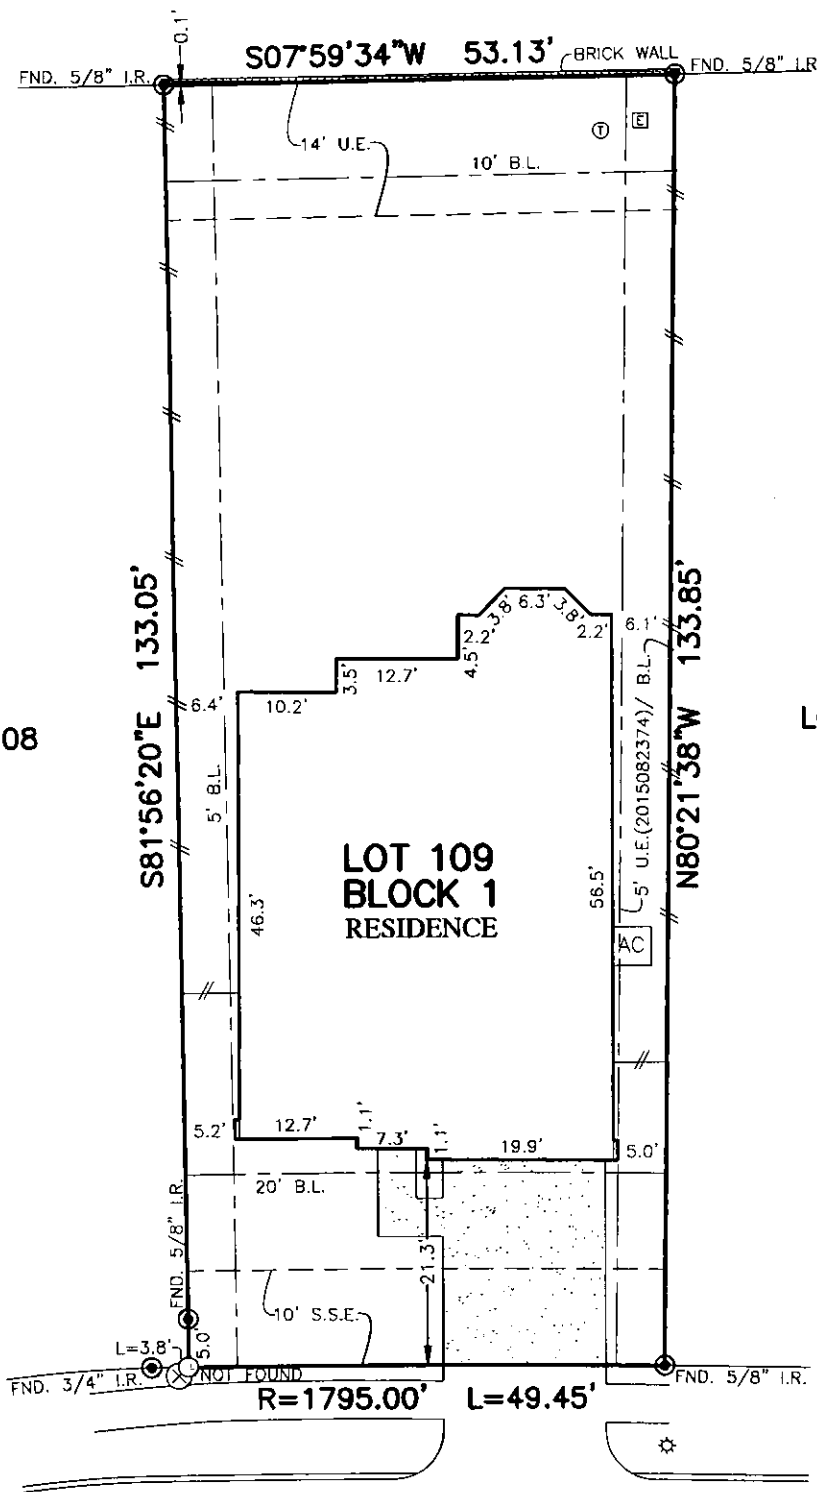 0.1'
S07°59'34"W 53.13'
BRICK WALL
FND. 5/8" I.R.
FND. 5/8" I.R.
T
E
14' U.E.
10' B.L.
S81°56'20"E 133.05'
N80°21'38"W 133.85'
3.8'
6.3'
3.8'
2.2'
2.2'
6.1'
4.5'
12.7'
3.5'
10.2'
6.4'
08
L
5' B.L.
5' U.E.(2015082374)/ B.L.
LOT 109
BLOCK 1
RESIDENCE
46.3'
56.5'
AC
5.2'
12.7'
1.1'
7.3'
1.1'
19.9'
5.0'
20' B.L.
FND. 5/8" I.R.
21.3'
10' S.S.E.
5.0'
L=3.8'
NOT FOUND
FND. 3/4" I.R.
FND. 5/8" I.R.
R=1795.00' L=49.45'